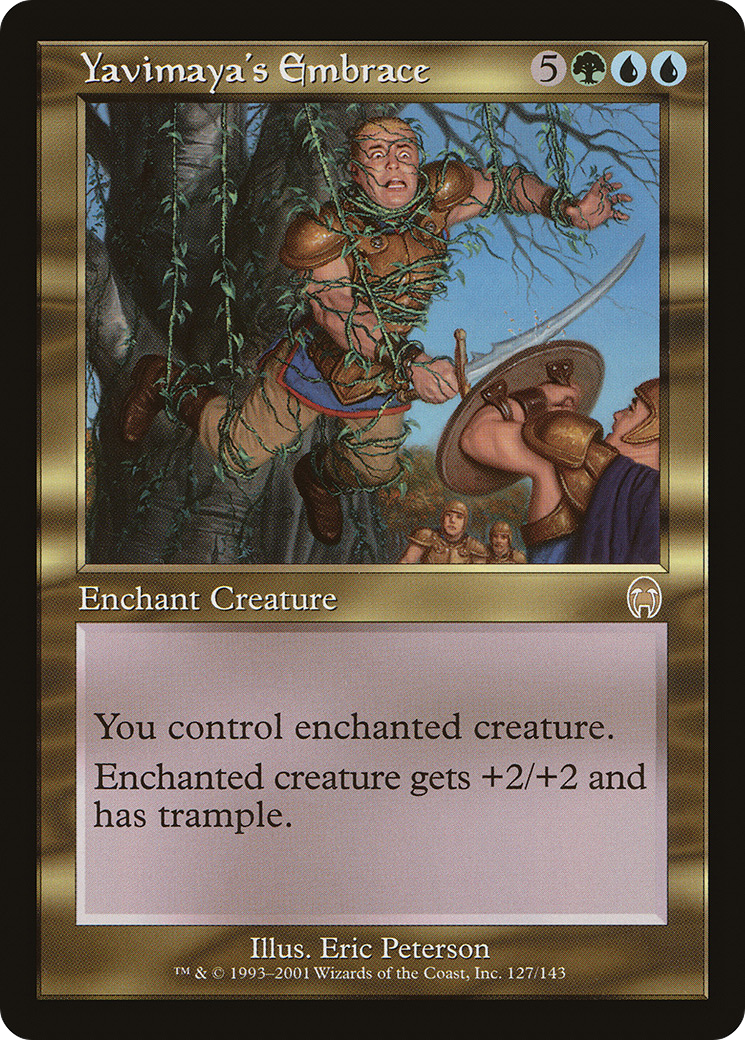 Yavimaya's Embrace 5
Enchant Creature
You control enchanted creature.
Enchanted creature gets +2/+2 and
has trample.
Illus. Eric Peterson
™ & © 1993–2001 Wizards of the Coast, Inc. 127/143